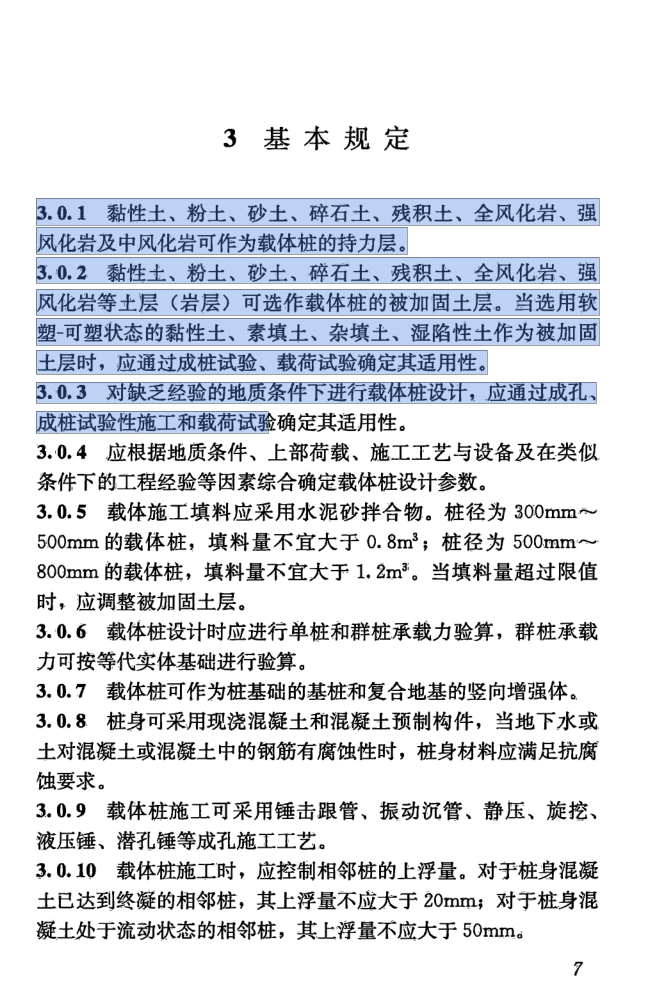 3 基本规定
3.0.1 黏性土、粉土、砂土、碎石土、残积土、全风化岩、强
风化岩及中风化岩可作为载体桩的持力层。
3.0.2 黏性土、粉土、砂土、碎石土、残积土、全风化岩、强
风化岩等土层（岩层）可选作载体桩的被加固土层。当选用软
塑-可塑状态的黏性土、素填土、杂填土、湿陷性土作为被加固
土层时，应通过成桩试验、载荷试验确定其适用性。
3.0.3 对缺乏经验的地质条件下进行载体桩设计，应通过成孔、
成桩试验性施工和载荷试验确定其适用性。
3.0.4 应根据地质条件、上部荷载、施工工艺与设备及在类似
条件下的工程经验等因素综合确定载体桩设计参数。
3.0.5 载体施工填料应采用水泥砂拌合物。桩径为 300mm～
500mm 的载体桩，填料量不宜大于 0.8m³；桩径为 500mm～
800mm 的载体桩，填料量不宜大于 1.2m³。当填料量超过限值
时，应调整被加固土层。
3.0.6 载体桩设计时应进行单桩和群桩承载力验算，群桩承载
力可按等代实体基础进行验算。
3.0.7 载体桩可作为桩基础的基桩和复合地基的竖向增强体。
3.0.8 桩身可采用现浇混凝土和混凝土预制构件，当地下水或
土对混凝土或混凝土中的钢筋有腐蚀性时，桩身材料应满足抗腐
蚀要求。
3.0.9 载体桩施工可采用锤击跟管、振动沉管、静压、旋挖、
液压锤、潜孔锤等成孔施工工艺。
3.0.10 载体桩施工时，应控制相邻桩的上浮量。对于桩身混凝
土已达到终凝的相邻桩，其上浮量不应大于 20mm；对于桩身混
凝土处于流动状态的相邻桩，其上浮量不应大于 50mm。
7